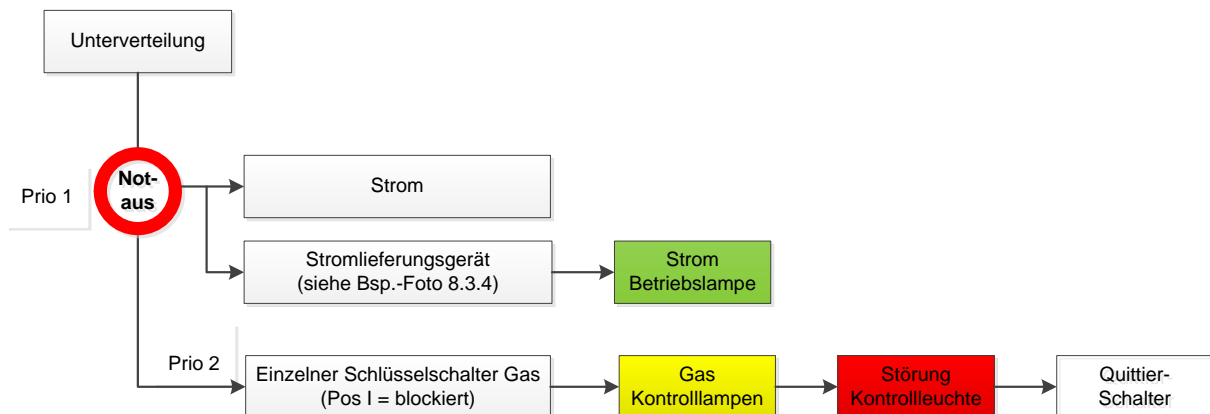 Unterverteilung
Prio 1
Not-
aus
Strom
Stromlieferungsgerät
(siehe Bsp.-Foto 8.3.4)
Strom
Betriebslampe
Prio 2
Einzelner Schlüsselschalter Gas
(Pos I = blockiert)
Gas
Kontrolllampen
Störung
Kontrollleuchte
Quittier-
Schalter